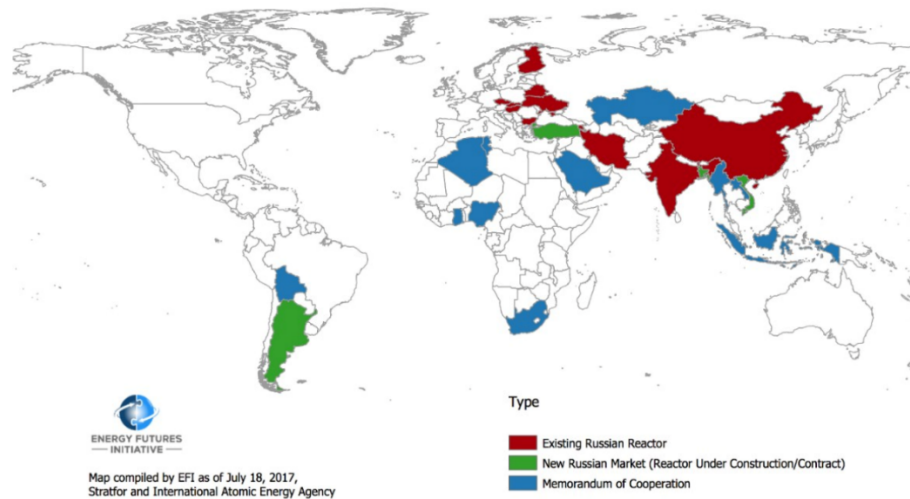 Type
Existing Russian Reactor
New Russian Market (Reactor Under Construction/Contract)
Memorandum of Cooperation
ENERGY FUTURES
INITIATIVE
Map compiled by EFI as of July 18, 2017,
Stratfor and International Atomic Energy Agency